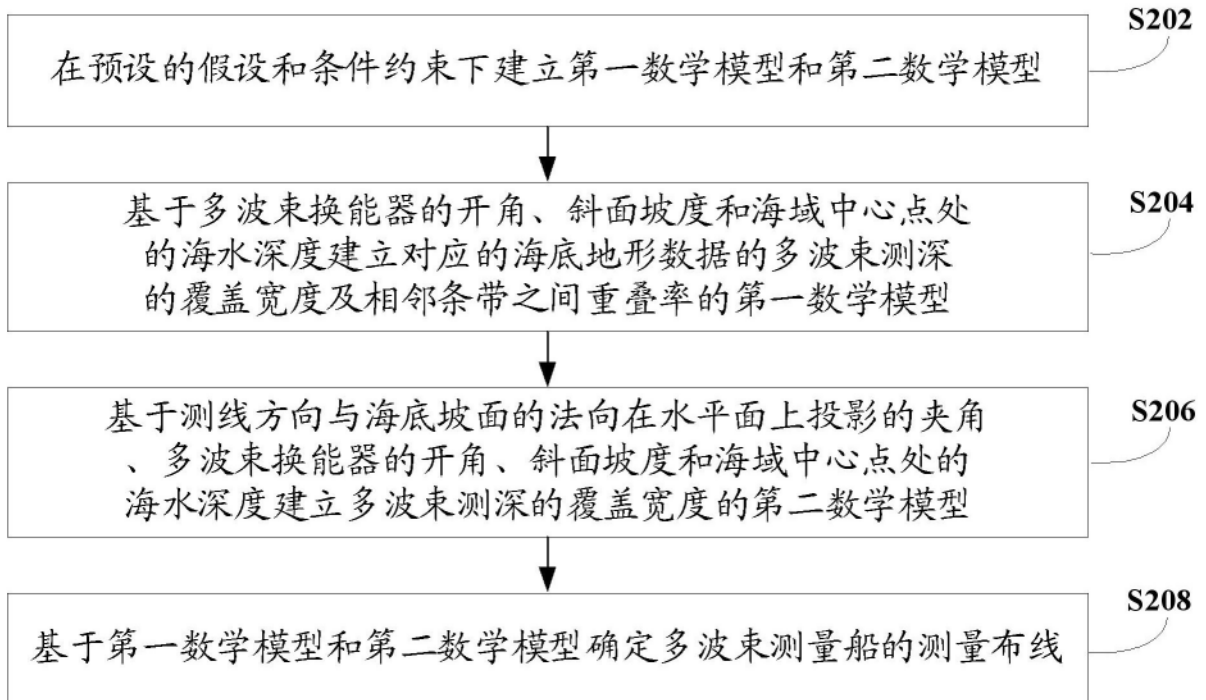 S202
在预设的假设和条件约束下建立第一数学模型和第二数学模型
S204
基于多波束换能器的开角、斜面坡度和海域中心点处
的海水深度建立对应的海底地形数据的多波束测深
的覆盖宽度及相邻条带之间重叠率的第一数学模型
S206
基于测线方向与海底坡面的法向在水平面上投影的夹角
、多波束换能器的开角、斜面坡度和海域中心点处的
海水深度建立多波束测深的覆盖宽度的第二数学模型
S208
基于第一数学模型和第二数学模型确定多波束测量船的测量布线